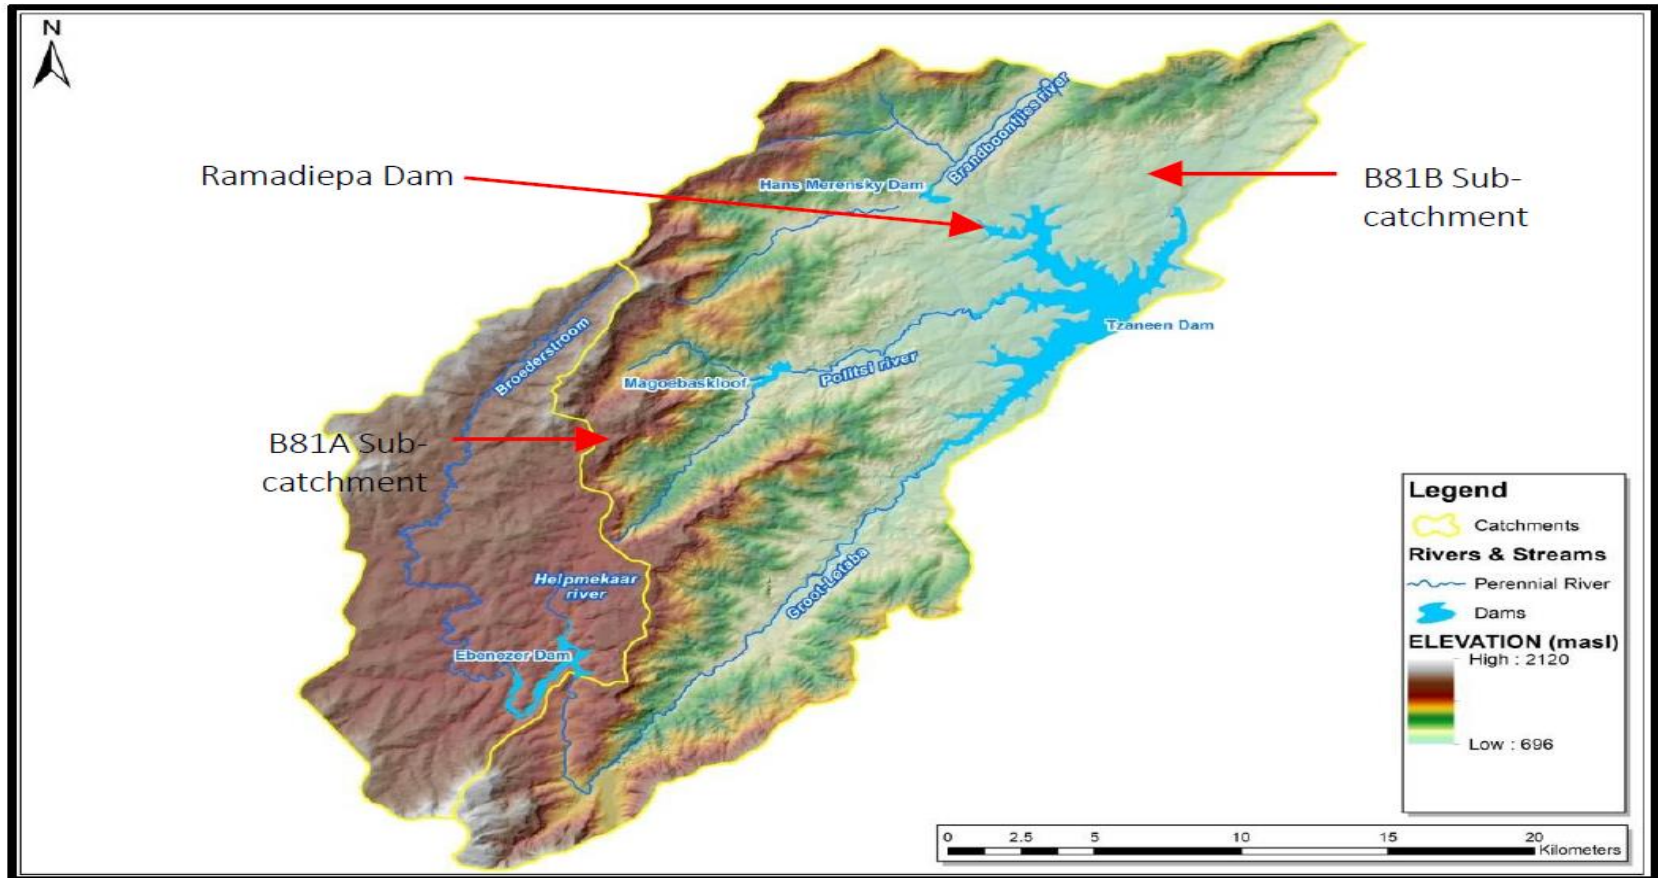 N
Brandboontjies river
Ramadiepa Dam
Hans Merensky Dam
B81B Sub-
catchment
Tzaneen Dam
Broederstroom
Politsi river
Magoebaskloof
B81A Sub-
catchment
Groot-Letaba
Helpmekaar
river
Ebenezer Dam
Legend
Catchments
Rivers & Streams
Perennial River
Dams
ELEVATION (masl)
High : 2120
Low : 696
0 2.5 5 10 15 20
Kilometers